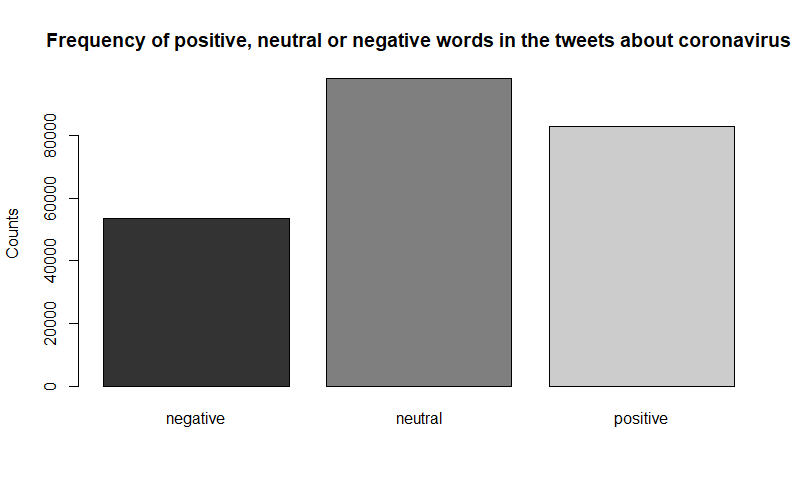 Frequency of positive, neutral or negative words in the tweets about coronavirus
Counts
80000
60000
40000
20000
0
negative
neutral
positive